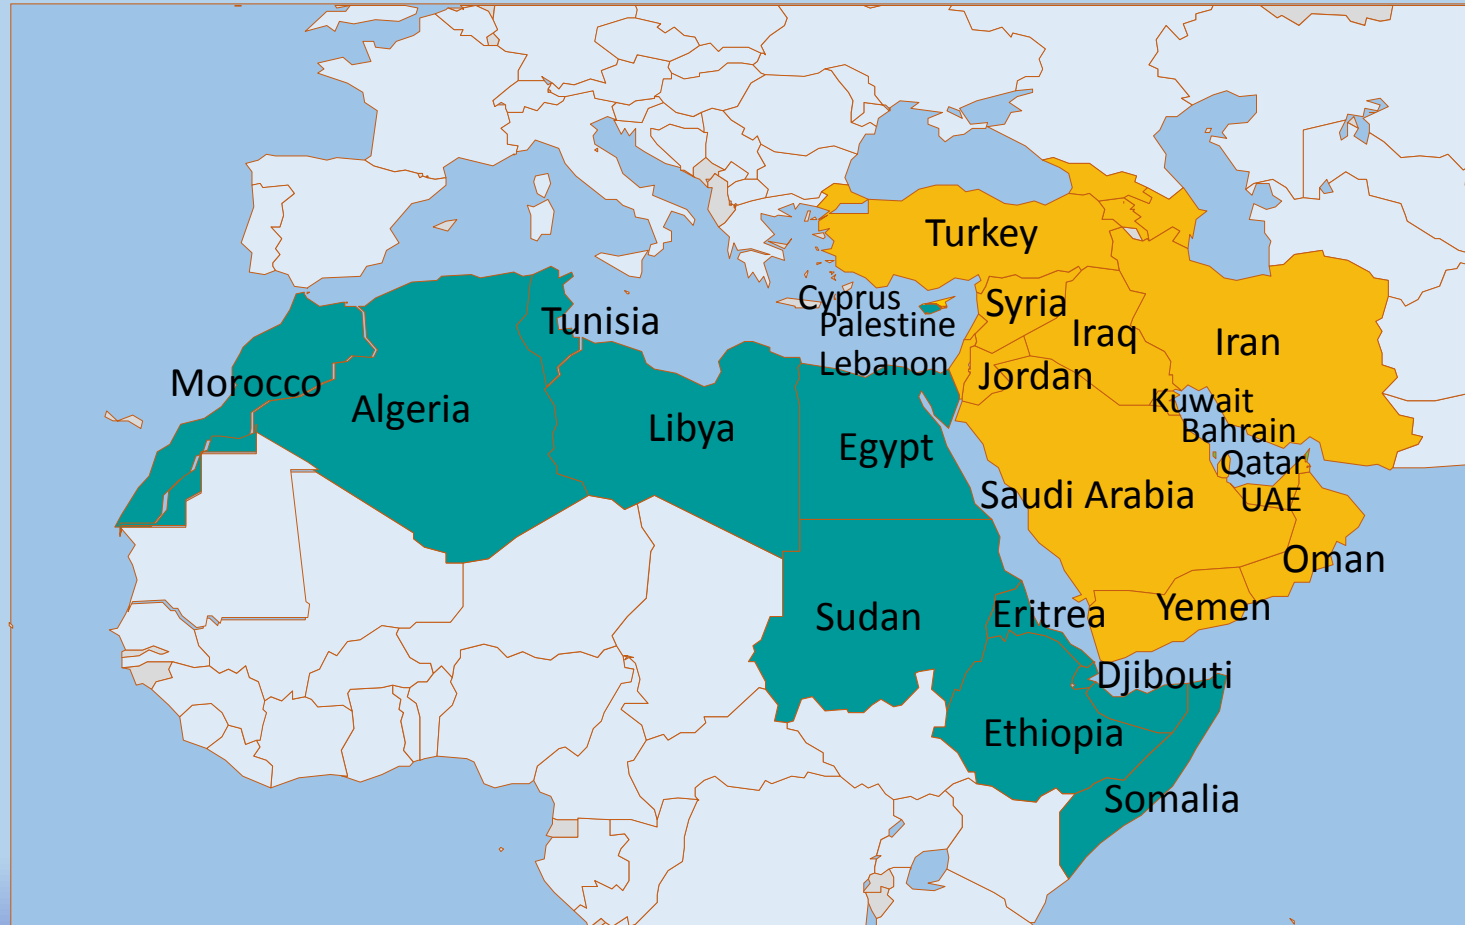 Turkey
Cyprus
Syria
Tunisia
Palestine
Iraq
Iran
Lebanon
Morocco
Jordan
Algeria
Kuwait
Libya
Bahrain
Egypt
Qatar
Saudi Arabia
UAE
Oman
Sudan
Eritrea
Yemen
Djibouti
Ethiopia
Somalia